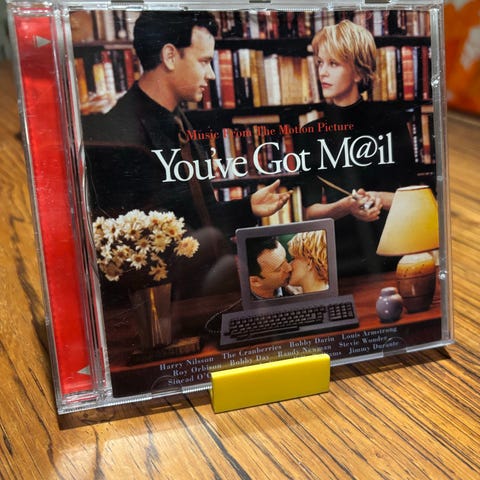 Music From The Motion Picture
You've Got M@il
Harry Nilsson The Cranberries Bobby Darin Louis Armstrong
Roy Orbison Bobby Day Randy Newman Stevie Wonder
Sinead O'C Jimmy Durante